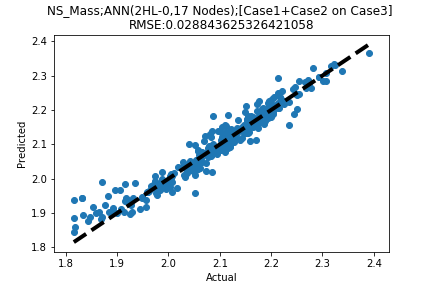 NS_Mass;ANN(2HL-0,17 Nodes);[Case1+Case2 on Case3]
RMSE:0.028843625326421058
2.4
2.3
2.2
2.1
2.0
1.9
1.8
Predicted
1.8 1.9 2.0 2.1 2.2 2.3 2.4
Actual